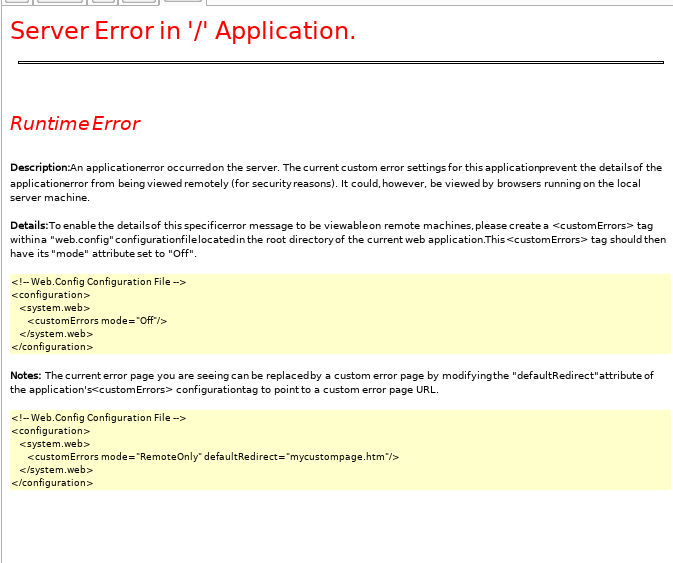 Server Error in '/' Application.
Runtime Error
Description:An application error occurred on the server. The current custom error settings for this application prevent the details of the
application error from being viewed remotely (for security reasons). It could, however, be viewed by browsers running on the local
server machine.
Details:To enable the details of this specific error message to be viewable on remote machines, please create a <customErrors> tag
within a "web.config" configuration file located in the root directory of the current web application.This <customErrors> tag should then
have its "mode" attribute set to "Off".
<!-- Web.Config Configuration File -->
<configuration>
<system.web>
<customErrors mode="Off"/>
</system.web>
</configuration>
Notes: The current error page you are seeing can be replaced by a custom error page by modifying the "defaultRedirect" attribute of
the application's <customErrors> configuration tag to point to a custom error page URL.
<!-- Web.Config Configuration File -->
<configuration>
<system.web>
<customErrors mode="RemoteOnly" defaultRedirect="mycustompage.htm"/>
</system.web>
</configuration>